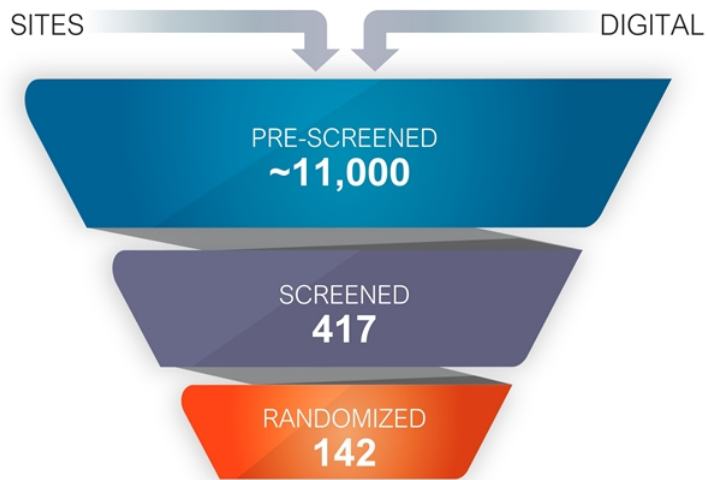 SITES
DIGITAL
PRE-SCREENED
~11,000
SCREENED
417
RANDOMIZED
142